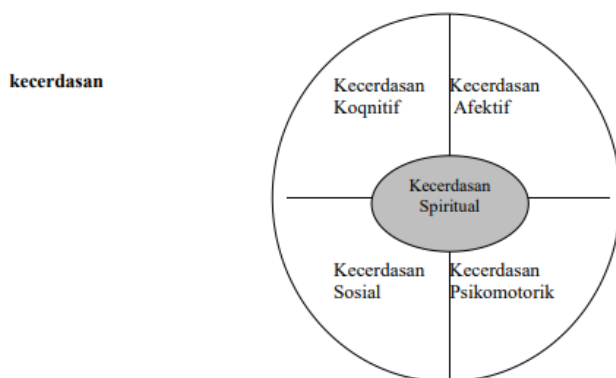 kecerdasan
Kecerdasan
Koqnitif
Kecerdasan
Afektif
Kecerdasan
Spiritual
Kecerdasan
Sosial
Kecerdasan
Psikomotorik